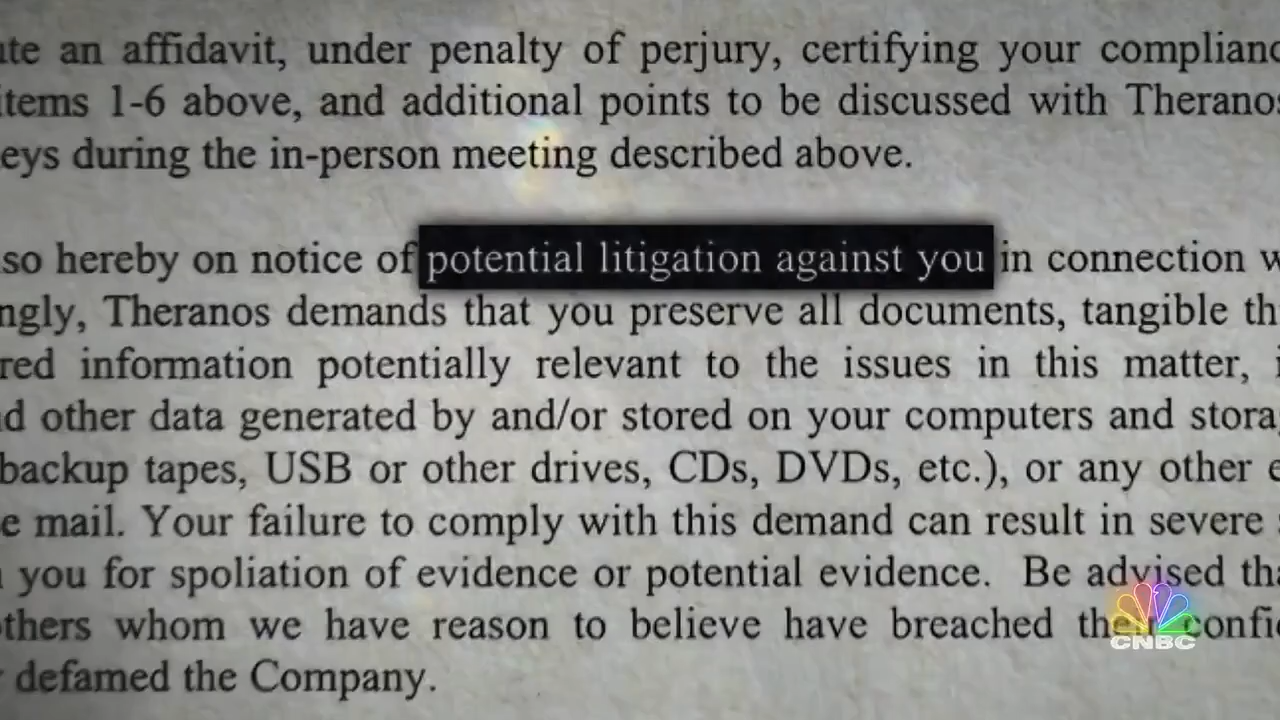 ate an affidavit, under penalty of perjury, certifying your complianc
items 1-6 above, and additional points to be discussed with Theranos
eys during the in-person meeting described above.
so hereby on notice of potential litigation against you in connection w
ngly, Theranos demands that you preserve all documents, tangible th
red information potentially relevant to the issues in this matter, i
d other data generated by and/or stored on your computers and stora
backup tapes, USB or other drives, CDs, DVDs, etc.), or any other e
e mail. Your failure to comply with this demand can result in severe
you for spoliation of evidence or potential evidence. Be advised tha
others whom we have reason to believe have breached their confi
defamed the Company.
CNBC